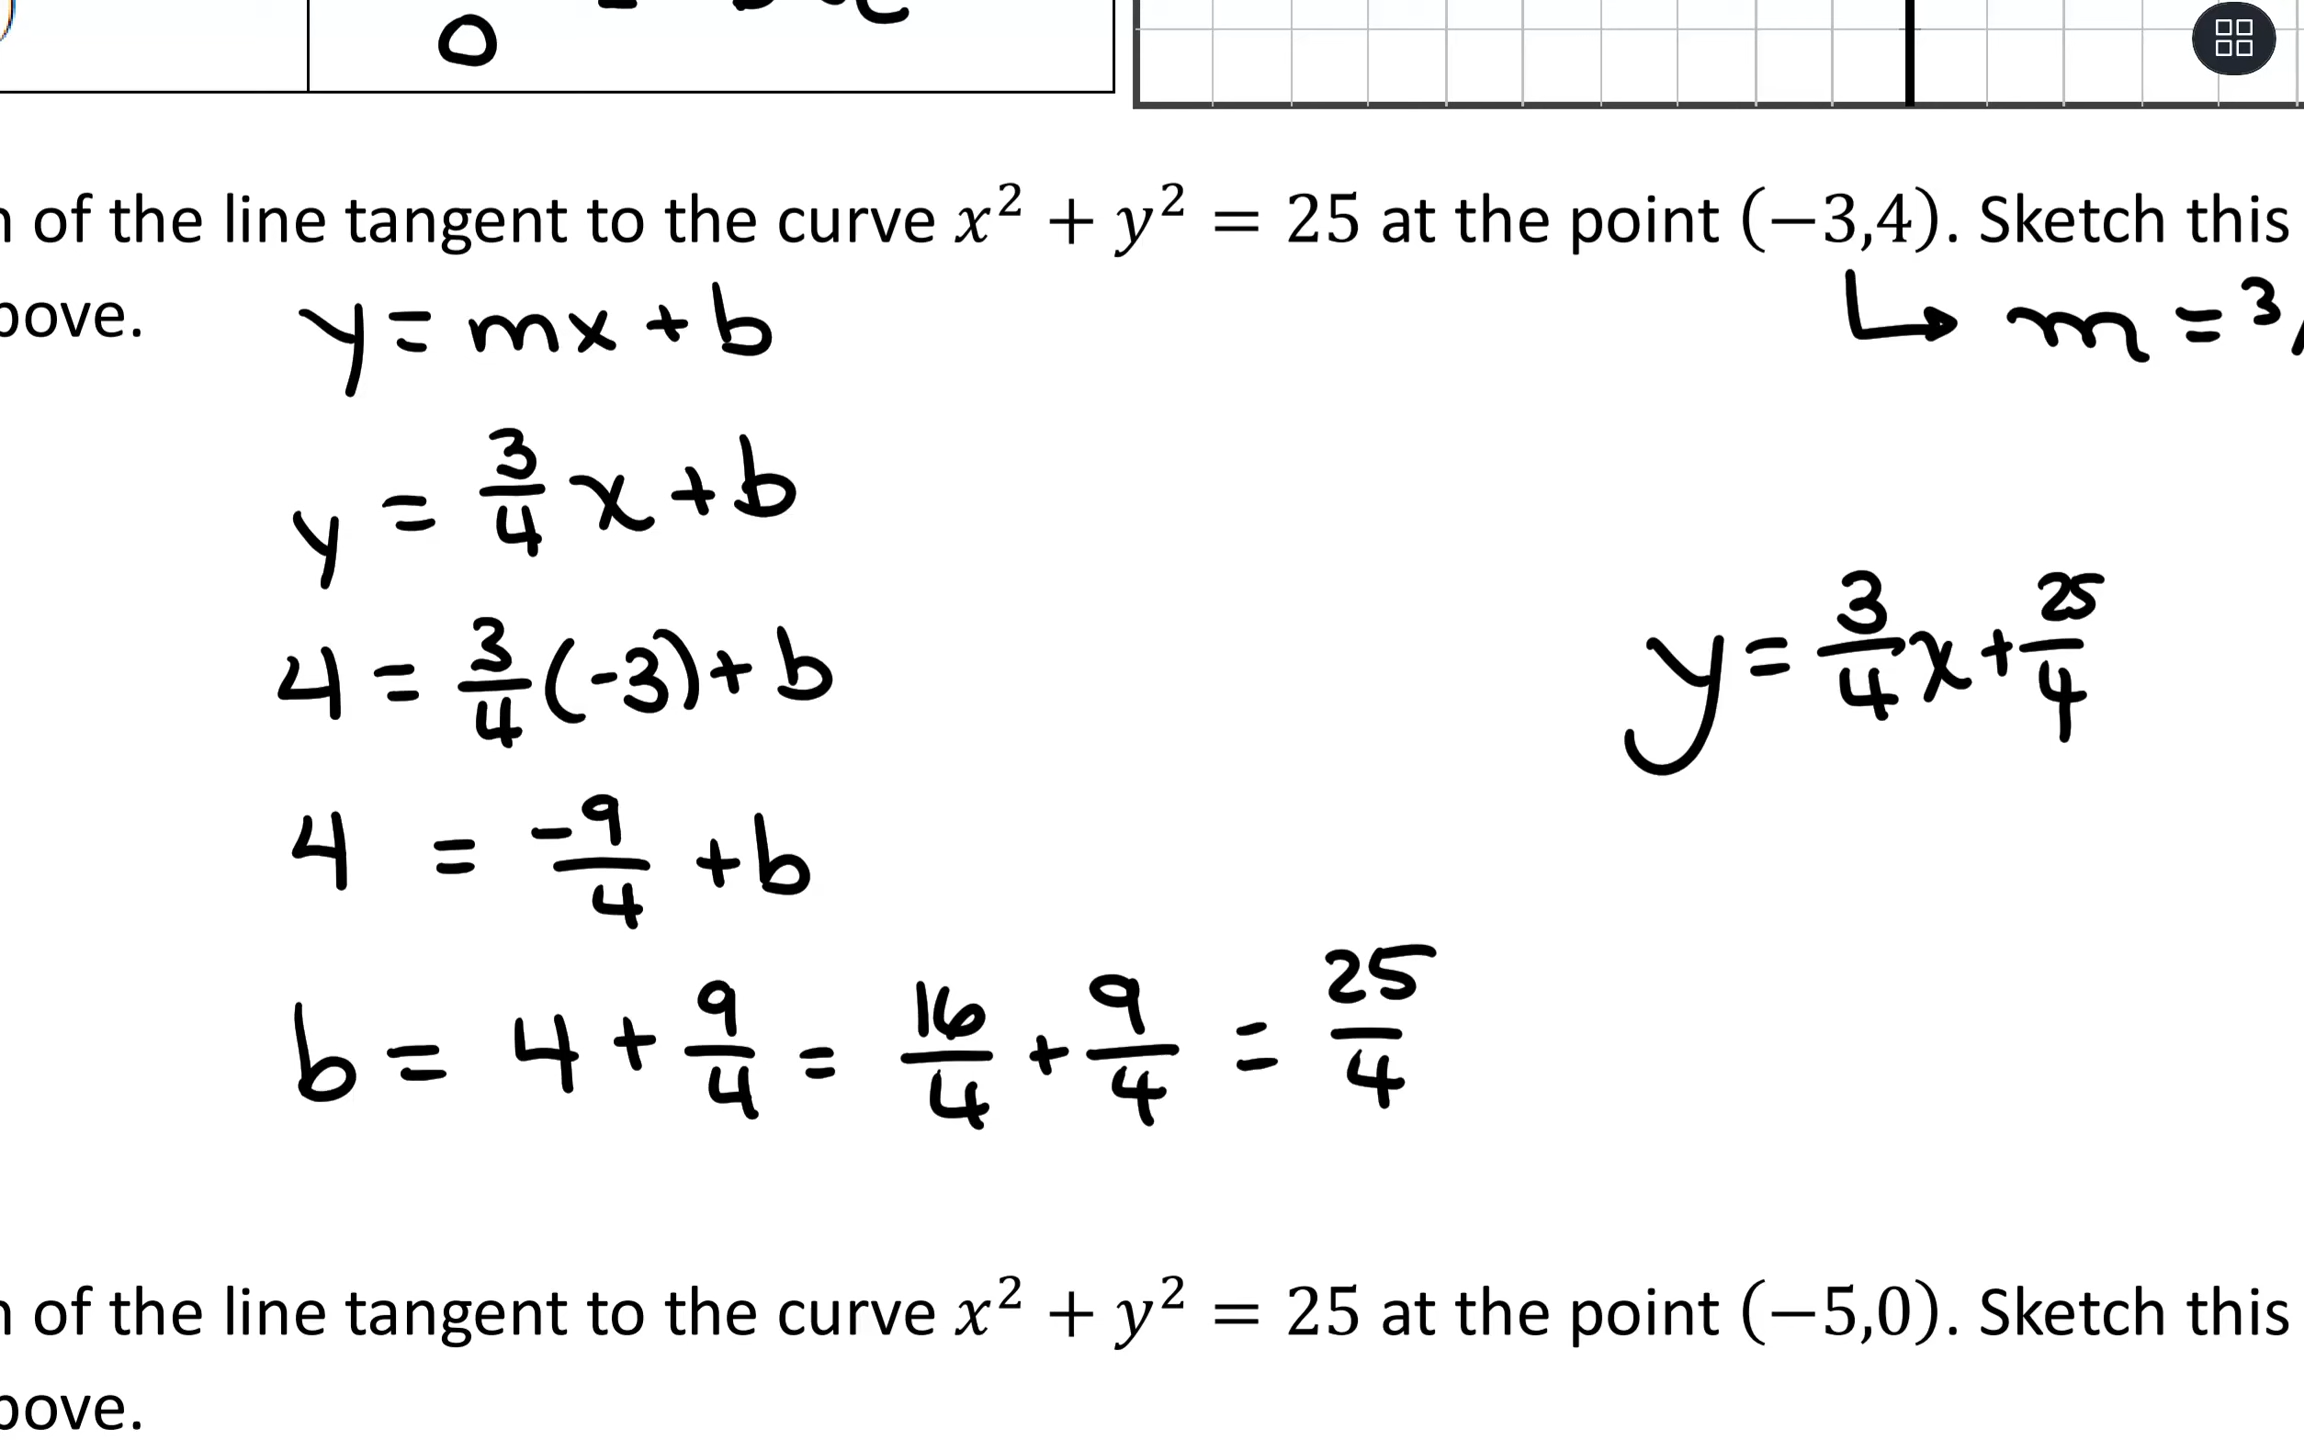 0 =
n of the line tangent to the curve x² + y² = 25 at the point (−3,4). Sketch this
bove.
y = mx + b
↳ m = 3/
y = 3/4 x + b
4 = 3/4 (-3) + b
y = 3/4 x + 25/4
4 = -9/4 + b
b = 4 + 9/4 = 16/4 + 9/4 = 25/4
n of the line tangent to the curve x² + y² = 25 at the point (−5,0). Sketch this
bove.